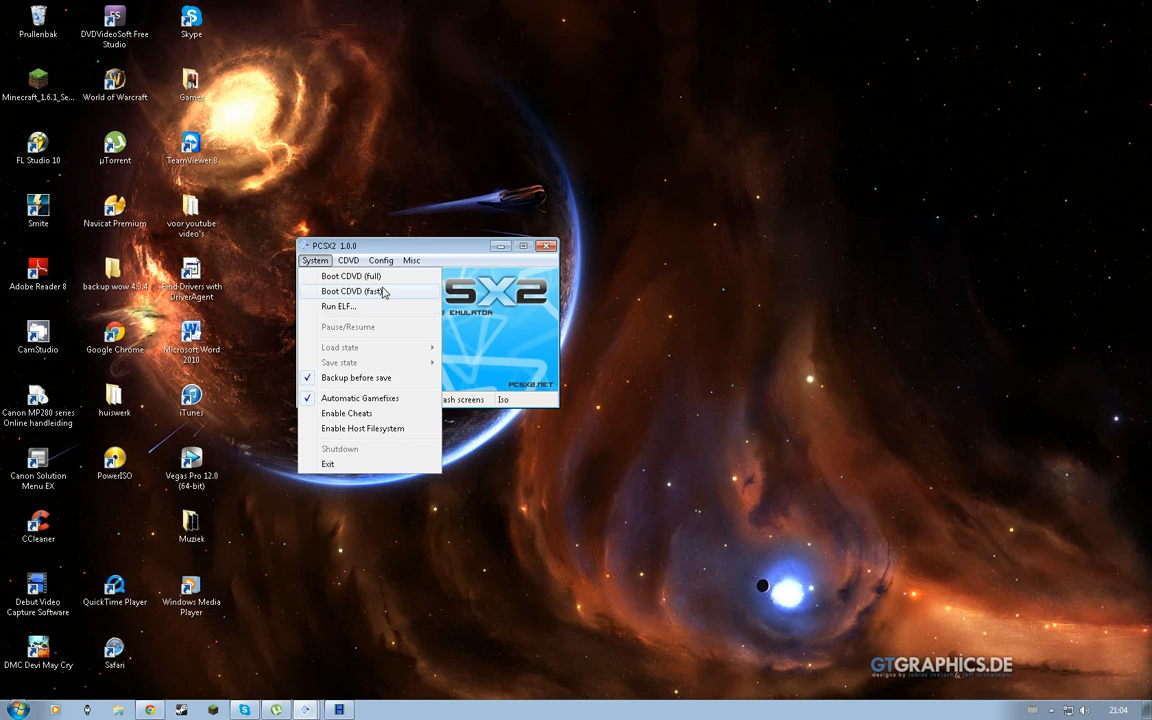 Prullenbak
DVDVideoSoft Free
Studio
Skype
Minecraft_1.6.1_Se...
World of Warcraft
Games
FL Studio 10
µTorrent
TeamViewer 8
Smite
Navicat Premium
voor youtube
video's
Adobe Reader 8
backup wow 4.3.4
Find Drivers with
DriverAgent
CamStudio
Google Chrome
Microsoft Word
2010
Canon MP280 series
Online handleiding
huiswerk
iTunes
Canon Solution
Menu EX
PowerISO
Vegas Pro 12.0
(64-bit)
CCleaner
Muziek
Debut Video
Capture Software
QuickTime Player
Windows Media
Player
DMC Devi May Cry
Safari
PCSX2 1.0.0
System CDVD Config Misc
Boot CDVD (full)
Boot CDVD (fast)
Run ELF...
Pause/Resume
Load state
Save state
Backup before save
Automatic Gamefixes
Enable Cheats
Enable Host Filesystem
Shutdown
Exit
SX2
EMULATOR
PCSX2.NET
ash screens Iso
GTGRAPHICS.DE
21:04